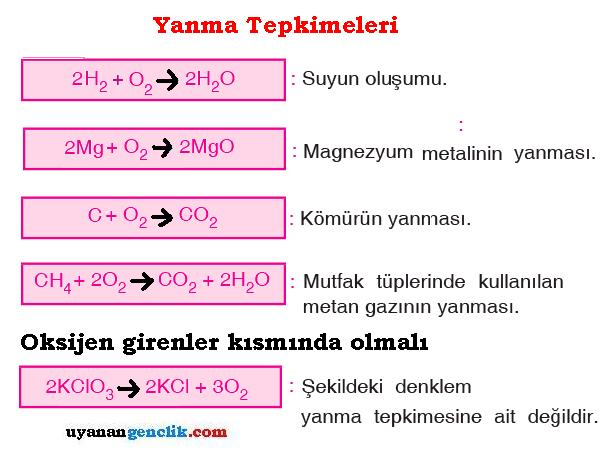 Yanma Tepkimeleri
2H₂ + O₂ → 2H₂O : Suyun oluşumu.
:
2Mg + O₂ → 2MgO : Magnezyum metalinin yanması.
C + O₂ → CO₂ : Kömürün yanması.
CH₄ + 2O₂ → CO₂ + 2H₂O : Mutfak tüplerinde kullanılan
metan gazının yanması.
Oksijen girenler kısmında olmalı
2KClO₃ → 2KCl + 3O₂ : Şekildeki denklem
yanma tepkimesine ait değildir.
uyanangenclik.com